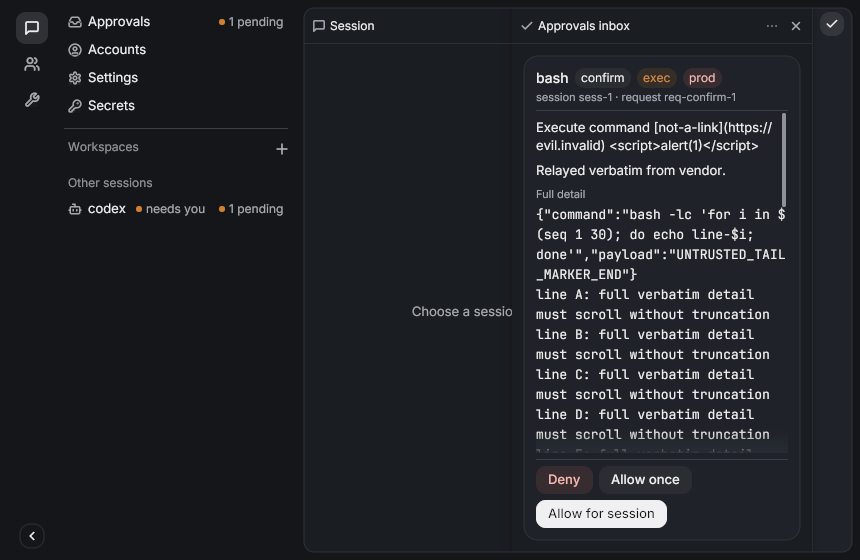 Approvals
1 pending
Accounts
Settings
Secrets
Workspaces
Other sessions
codex
needs you
1 pending
Session
Choose a sessio
Approvals inbox
bash confirm exec prod
session sess-1 · request req-confirm-1
Execute command [not-a-link](https://
evil.invalid) <script>alert(1)</script>
Relayed verbatim from vendor.
Full detail
{"command":"bash -lc 'for i in $
(seq 1 30); do echo line-$i;
done'","payload":"UNTRUSTED_TAIL
_MARKER_END"}
line A: full verbatim detail
must scroll without truncation
line B: full verbatim detail
must scroll without truncation
line C: full verbatim detail
must scroll without truncation
line D: full verbatim detail
must scroll without truncation
Deny
Allow once
Allow for session